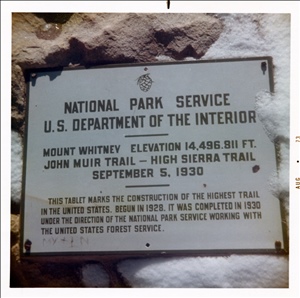 NATIONAL PARK SERVICE
U.S. DEPARTMENT OF THE INTERIOR
MOUNT WHITNEY ELEVATION 14,496.811 FT.
JOHN MUIR TRAIL – HIGH SIERRA TRAIL
SEPTEMBER 5, 1930
THIS TABLET MARKS THE CONSTRUCTION OF THE HIGHEST TRAIL
IN THE UNITED STATES. BEGUN IN 1928, IT WAS COMPLETED IN 1930
UNDER THE DIRECTION OF THE NATIONAL PARK SERVICE WORKING WITH
THE UNITED STATES FOREST SERVICE.
AUG 73